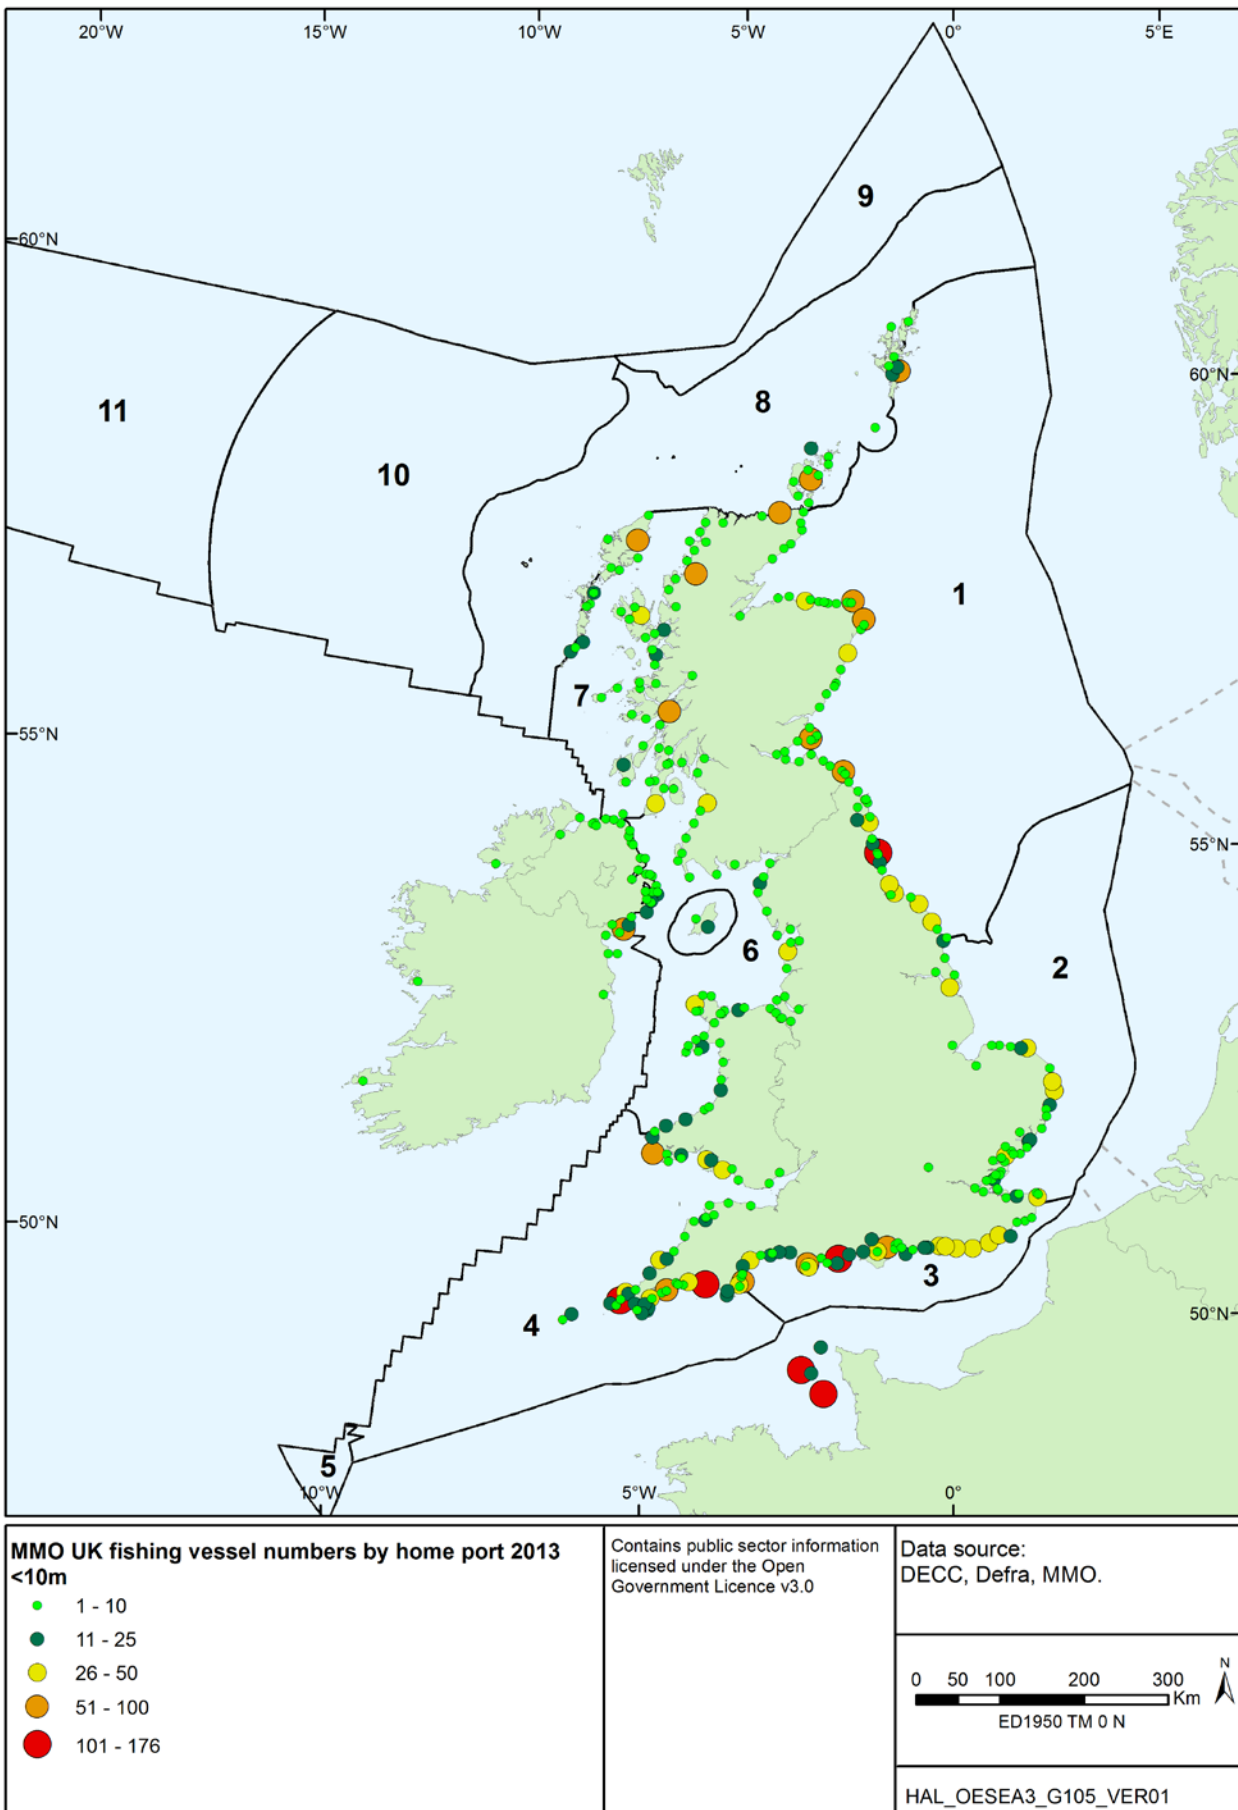 20°W 15°W 10°W 5°W 0° 5°E
9
60°N
60°N
8
11
10
1
7
55°N
55°N
6
2
50°N
3
4
50°N
5
10°W 5°W 0°
MMO UK fishing vessel numbers by home port 2013
<10m
1 - 10
11 - 25
26 - 50
51 - 100
101 - 176
Contains public sector information
licensed under the Open
Government Licence v3.0
Data source:
DECC, Defra, MMO.
N
0 50 100 200 300
Km
ED1950 TM 0 N
HAL_OESEA3_G105_VER01